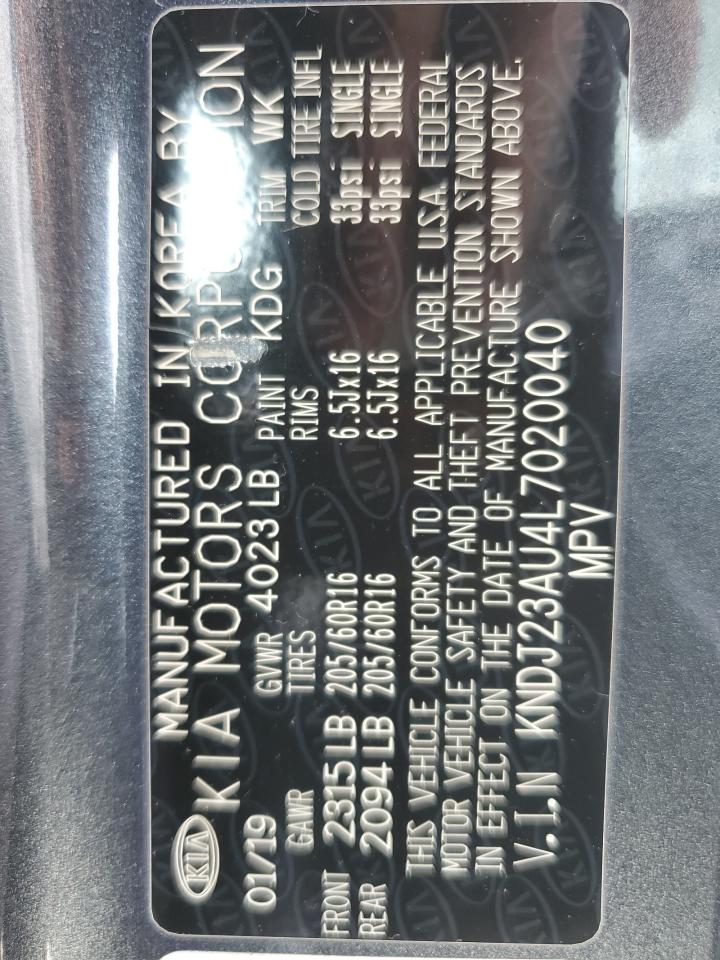 KIA MANUFACTURED IN KOREA BY
KIA MOTORS CORPORATION
01/19 GVWR 4023 LB PAINT KDG TRIM WK
GAWR TIRES RIMS COLD TIRE INFL
FRONT 2315 LB 205/60R16 6.5Jx16 33psi SINGLE
REAR 2094 LB 205/60R16 6.5Jx16 33psi SINGLE
THIS VEHICLE CONFORMS TO ALL APPLICABLE U.S.A. FEDERAL
MOTOR VEHICLE SAFETY AND THEFT PREVENTION STANDARDS
IN EFFECT ON THE DATE OF MANUFACTURE SHOWN ABOVE.
V.I.N KNDJ23AU4L7020040
MPV